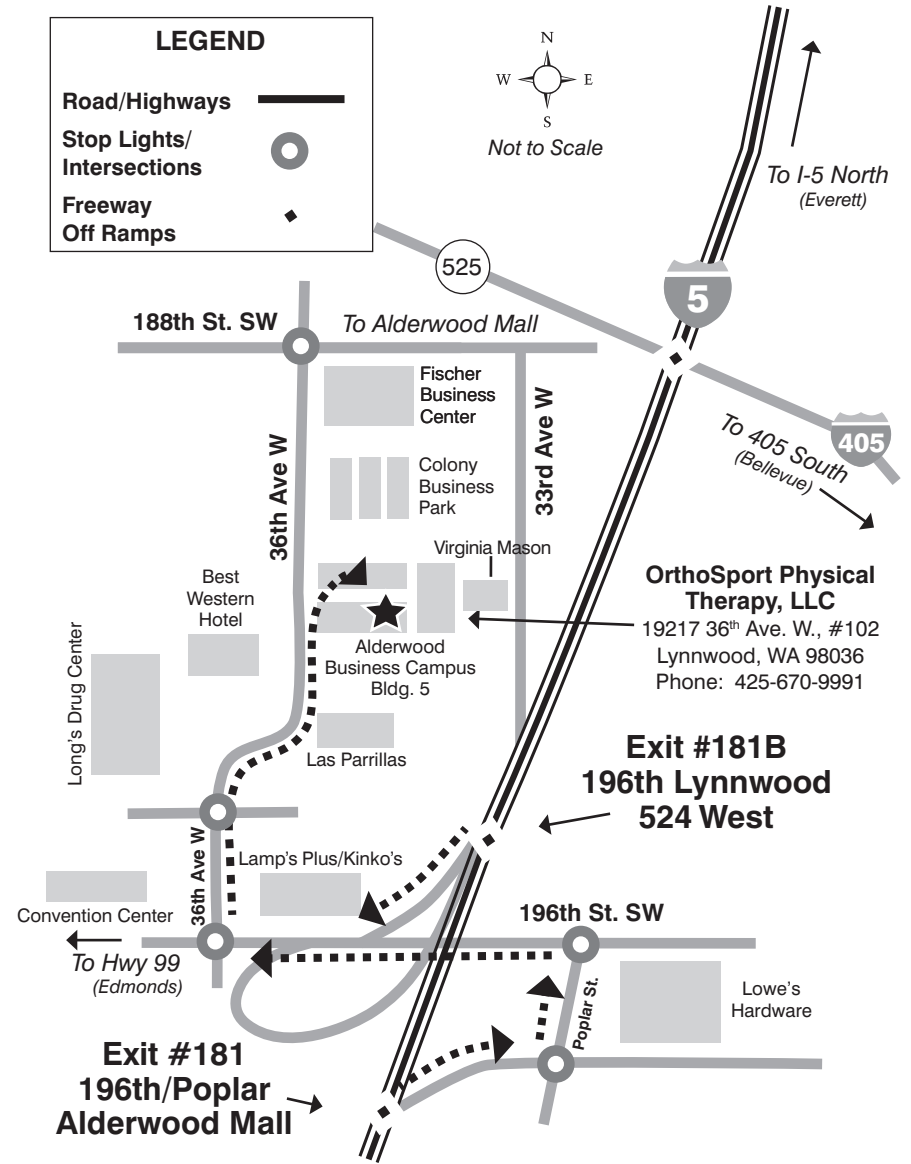 LEGEND
Road/Highways
Stop Lights/
Intersections
Freeway
Off Ramps
N
W
E
S
Not to Scale
To I-5 North
(Everett)
525
5
188th St. SW
To Alderwood Mall
Fischer
Business
Center
405
To 405 South
(Bellevue)
36th Ave W
33rd Ave W
Colony
Business
Park
Virginia Mason
Best
Western
Hotel
OrthoSport Physical
Therapy, LLC
19217 36th Ave. W., #102
Lynnwood, WA 98036
Phone: 425-670-9991
Alderwood
Business Campus
Bldg. 5
Long's Drug Center
Las Parrillas
Exit #181B
196th Lynnwood
524 West
36th Ave W
Lamp's Plus/Kinko's
Convention Center
196th St. SW
To Hwy 99
(Edmonds)
Poplar St.
Lowe's
Hardware
Exit #181
196th/Poplar
Alderwood Mall